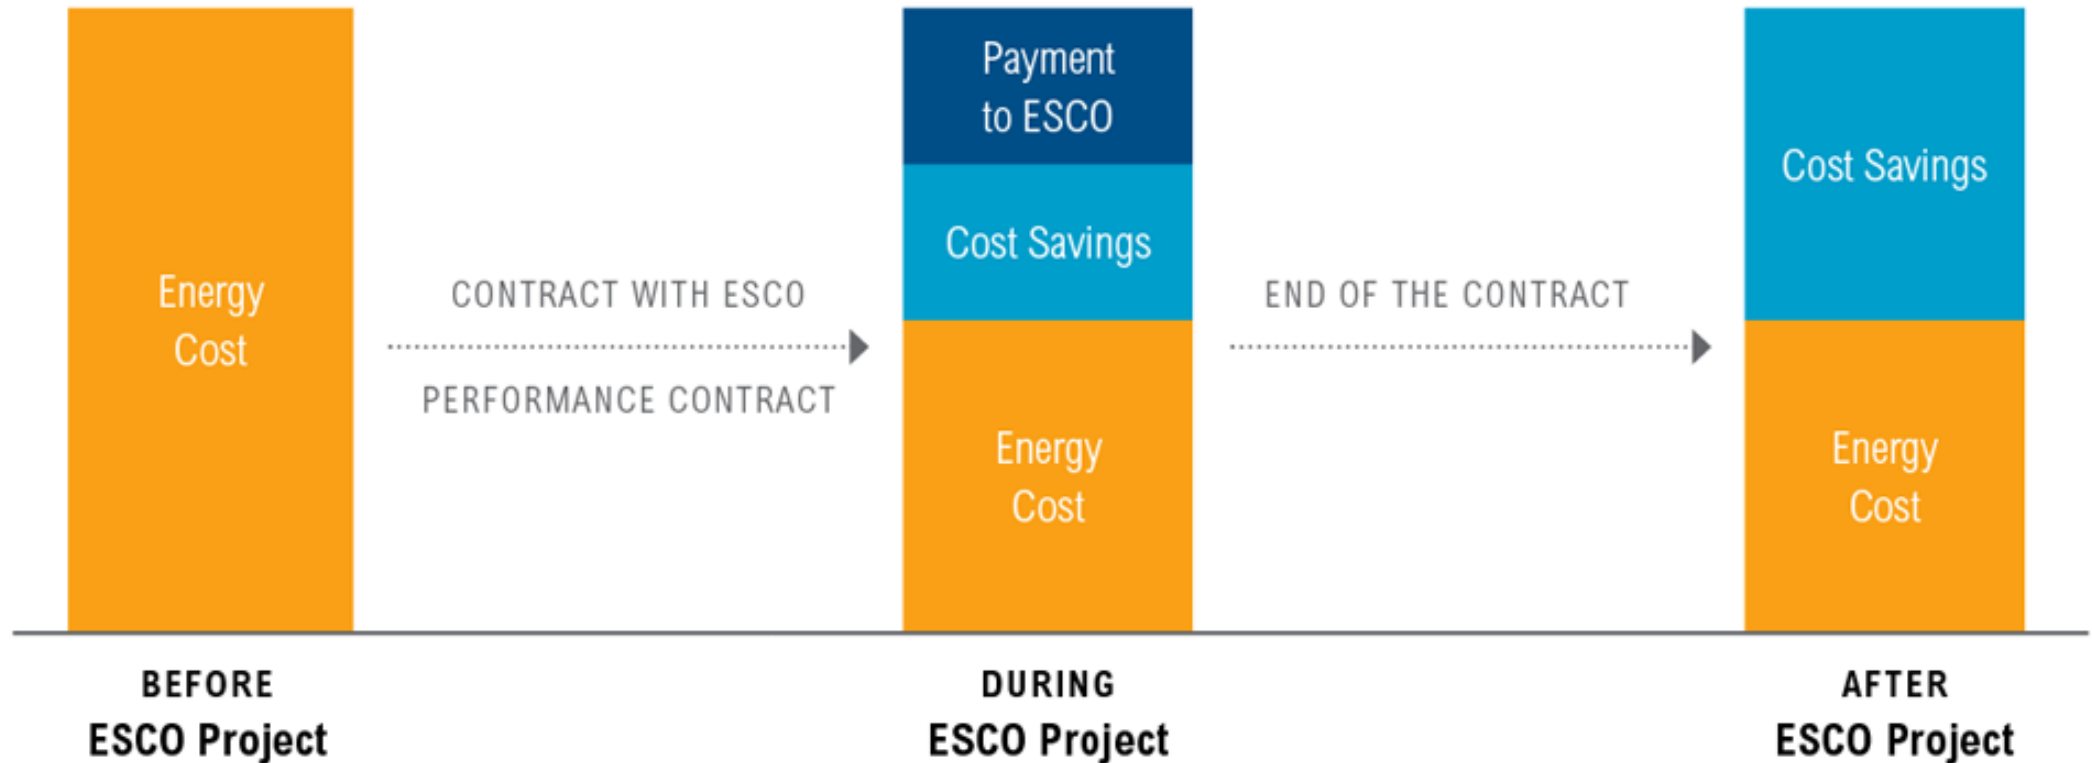 Energy
Cost
CONTRACT WITH ESCO
PERFORMANCE CONTRACT
Payment
to ESCO
Cost Savings
Energy
Cost
END OF THE CONTRACT
Cost Savings
Energy
Cost
BEFORE
ESCO Project
DURING
ESCO Project
AFTER
ESCO Project